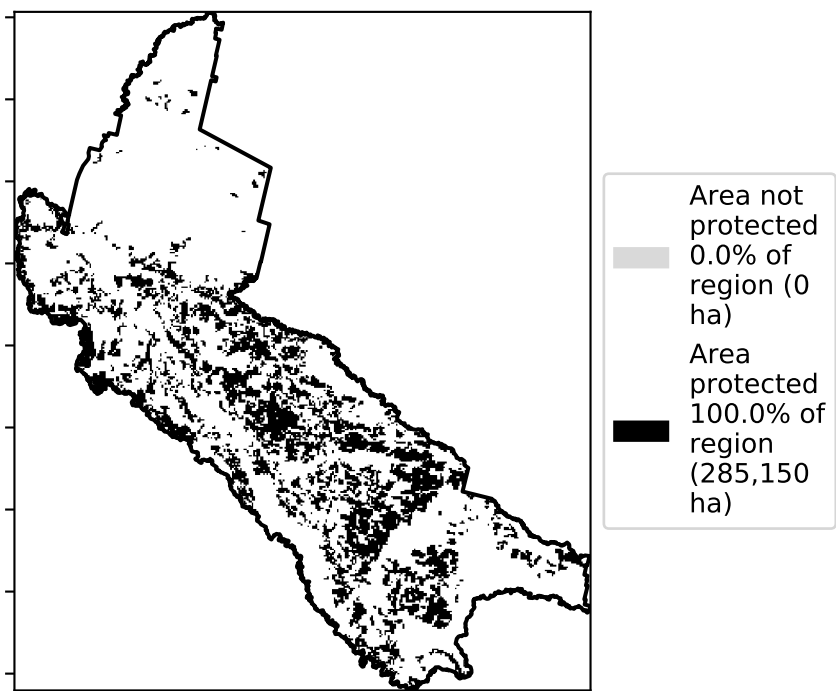 Area not
protected
0.0% of
region (0
ha)
Area
protected
100.0% of
region
(285,150
ha)